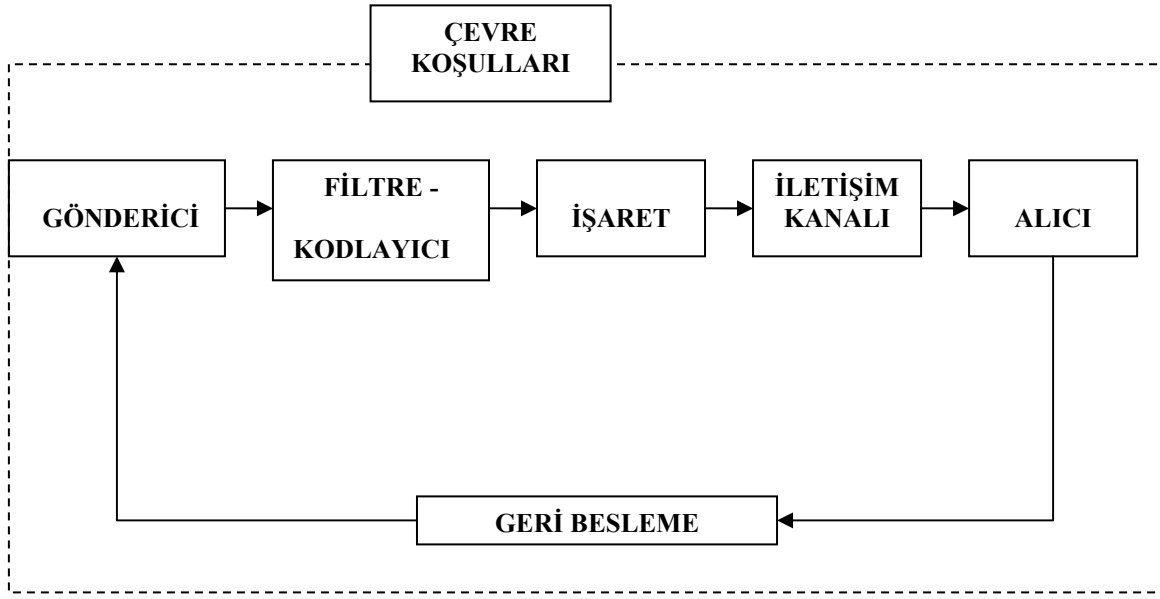 ÇEVRE
KOŞULLARI
GÖNDERİCİ
FİLTRE -
KODLAYICI
İŞARET
İLETİŞİM
KANALI
ALICI
GERİ BESLEME